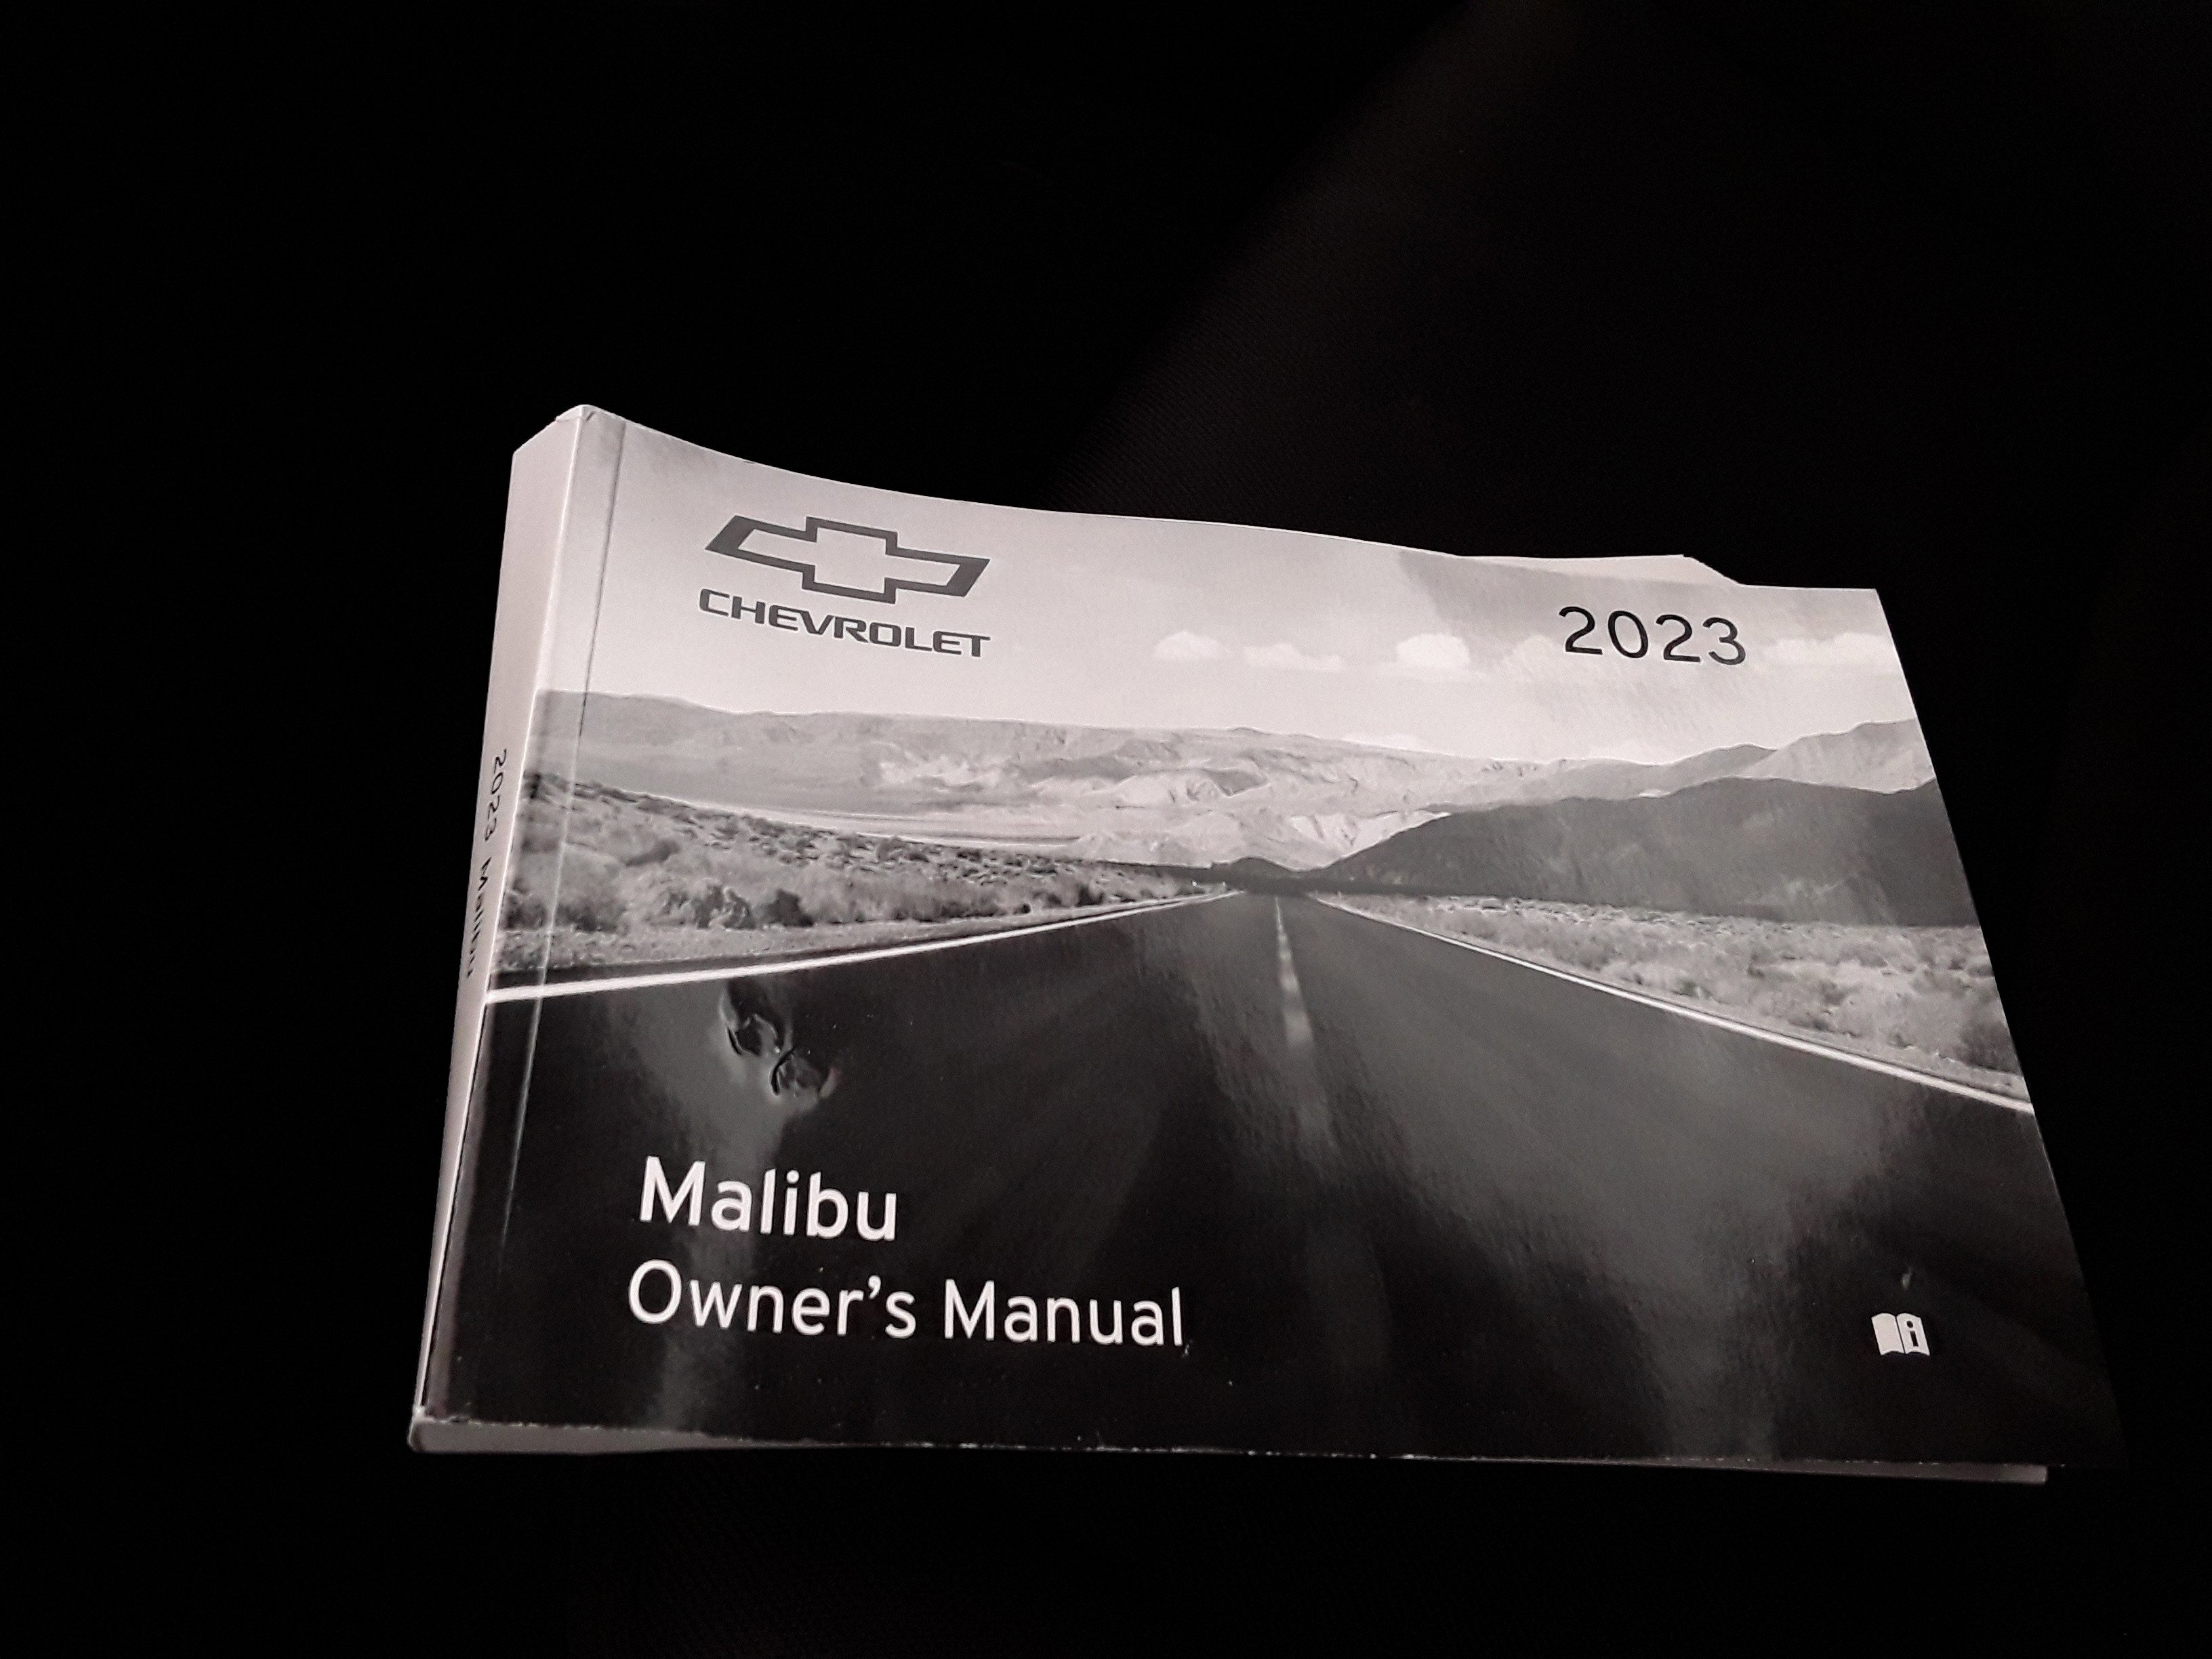 CHEVROLET
2023
2023 Malibu
Malibu
Owner's Manual
i